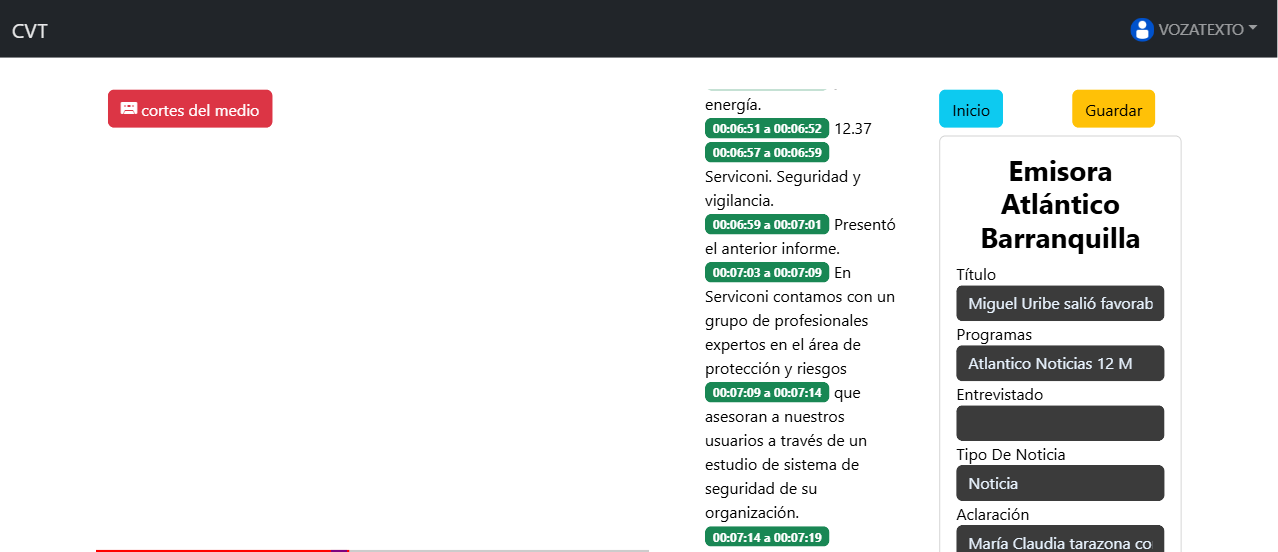 CVT
VOZATEXTO
cortes del medio
energía.
00:06:51 a 00:06:52 12.37
00:06:57 a 00:06:59
Serviconi. Seguridad y
vigilancia.
00:06:59 a 00:07:01 Presentó
el anterior informe.
00:07:03 a 00:07:09 En
Serviconi contamos con un
grupo de profesionales
expertos en el área de
protección y riesgos
00:07:09 a 00:07:14 que
asesoran a nuestros
usuarios a través de un
estudio de sistema de
seguridad de su
organización.
00:07:14 a 00:07:19
Inicio
Guardar
Emisora
Atlántico
Barranquilla
Título
Miguel Uribe salió favorab
Programas
Atlantico Noticias 12 M
Entrevistado
Tipo De Noticia
Noticia
Aclaración
María Claudia tarazona co